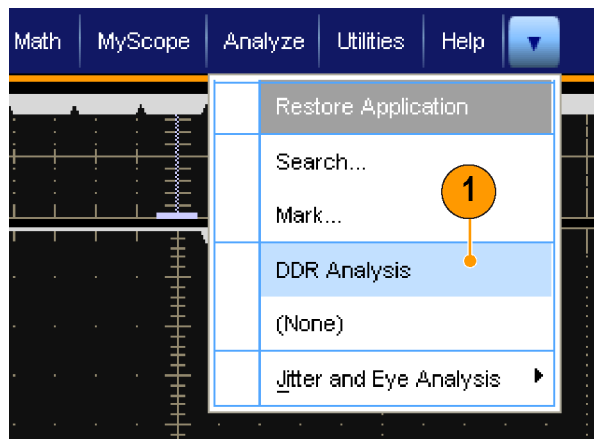 Math MyScope Analyze Utilities Help
Restore Application
Search...
1
Mark...
DDR Analysis
(None)
Jitter and Eye Analysis